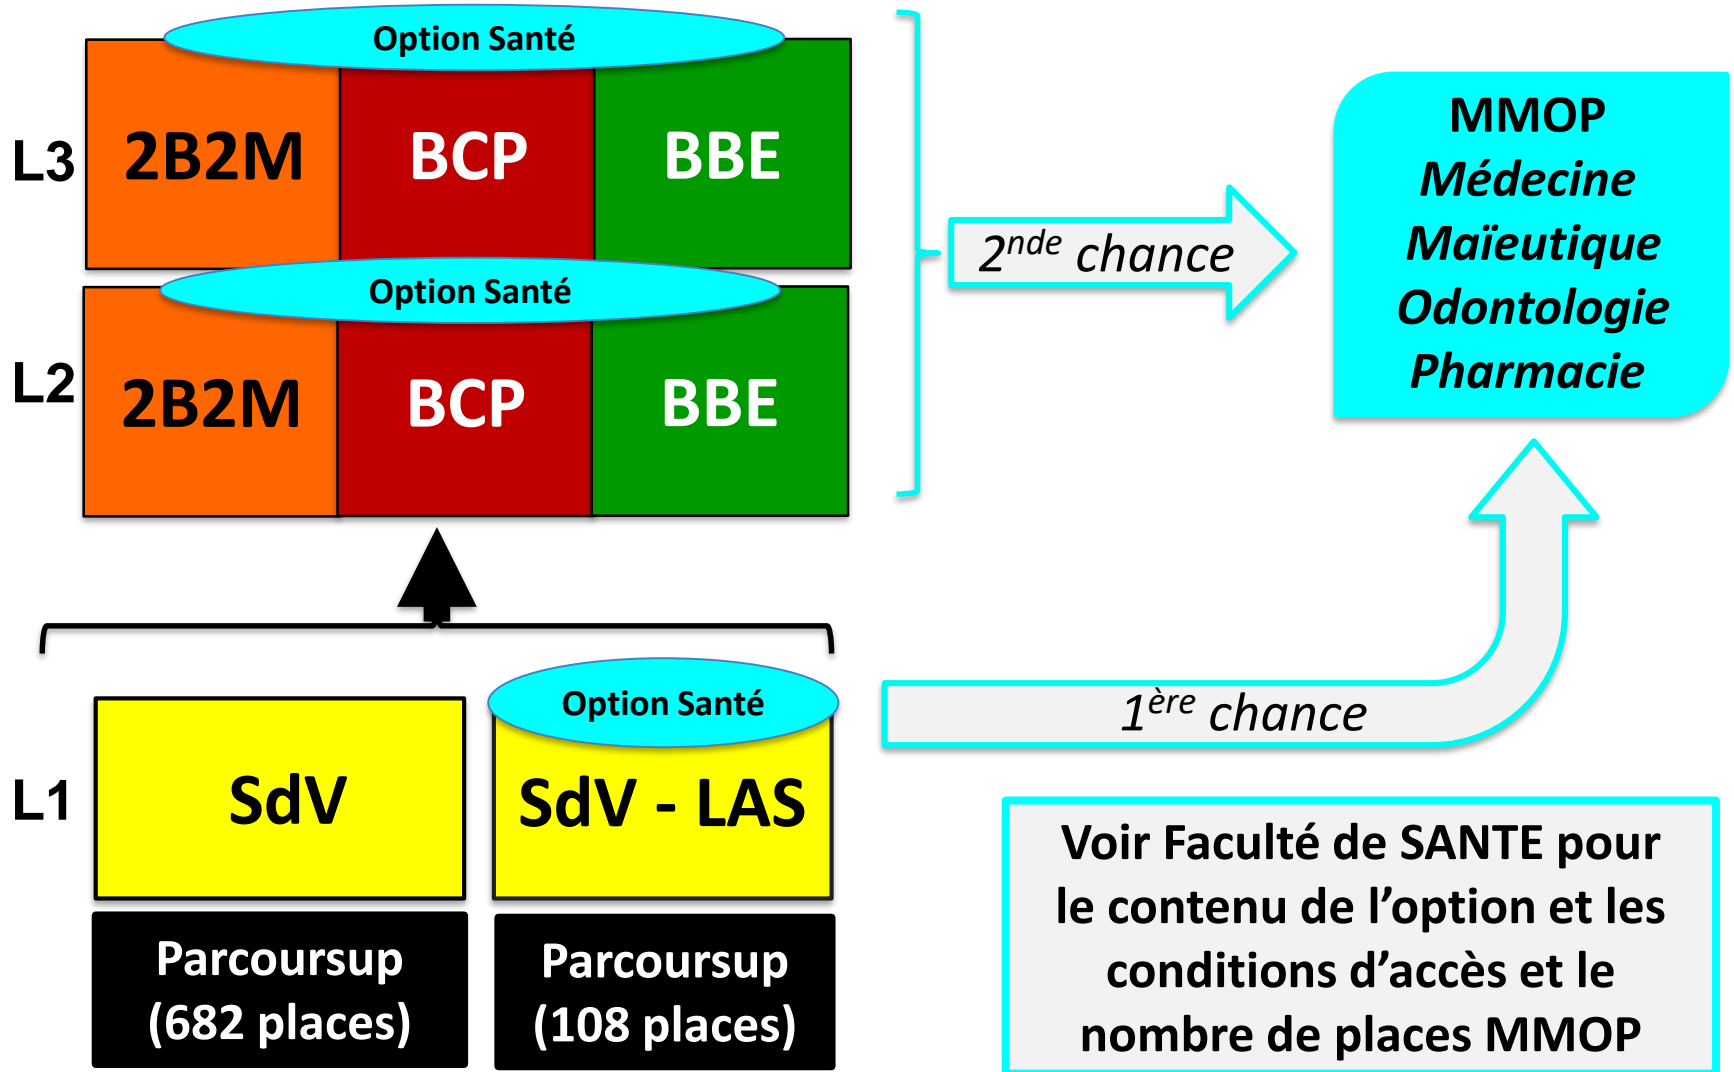 Option Santé
L3
2B2M
BCP
BBE
Option Santé
L2
2B2M
BCP
BBE
2nde chance
MMOP
Médecine
Maïeutique
Odontologie
Pharmacie
Option Santé
1ère chance
L1
SdV
SdV - LAS
Parcoursup
(682 places)
Parcoursup
(108 places)
Voir Faculté de SANTE pour
le contenu de l’option et les
conditions d’accès et le
nombre de places MMOP